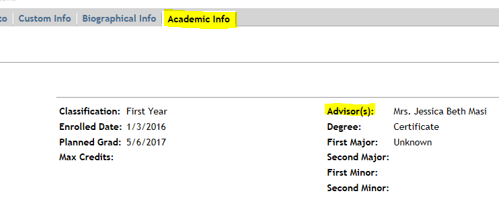 Custom Info | Biographical Info | Academic Info
Classification: First Year
Enrolled Date: 1/3/2016
Planned Grad: 5/6/2017
Max Credits:
Advisor(s): Mrs. Jessica Beth Masi
Degree: Certificate
First Major: Unknown
Second Major:
First Minor:
Second Minor: